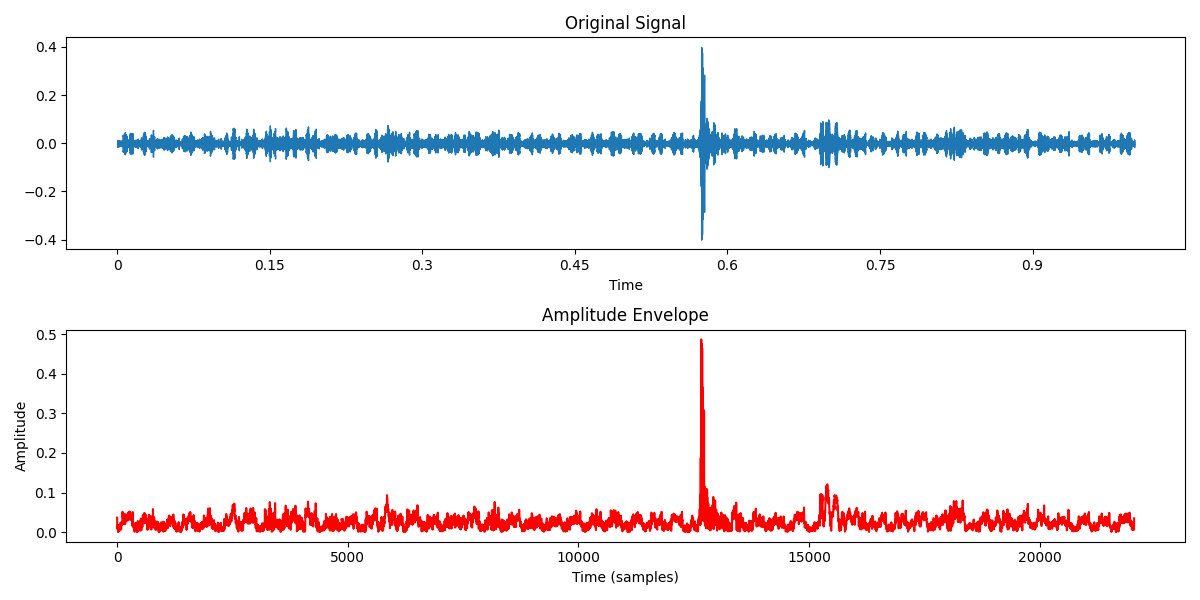 Original Signal
0.4
0.2
0.0
−0.2
−0.4
0 0.15 0.3 0.45 0.6 0.75 0.9
Time
Amplitude Envelope
Amplitude
0.5
0.4
0.3
0.2
0.1
0.0
0 5000 10000 15000 20000
Time (samples)